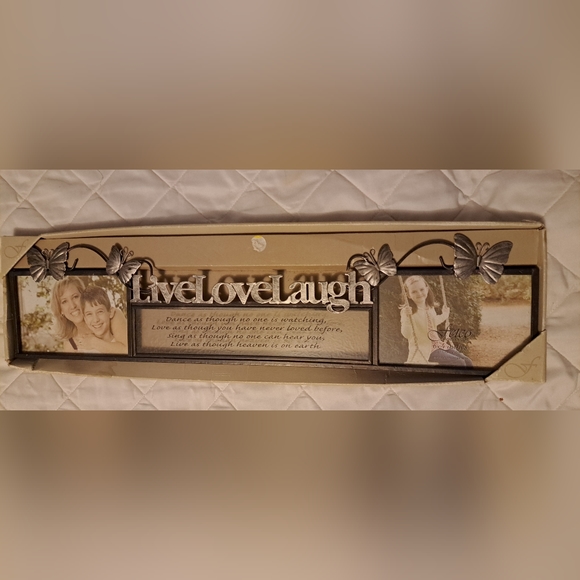 LiveLoveLaugh
Dance as though no one is watching,
Love as though you have never loved before,
Sing as though no one can hear you,
Live as though heaven is on earth.